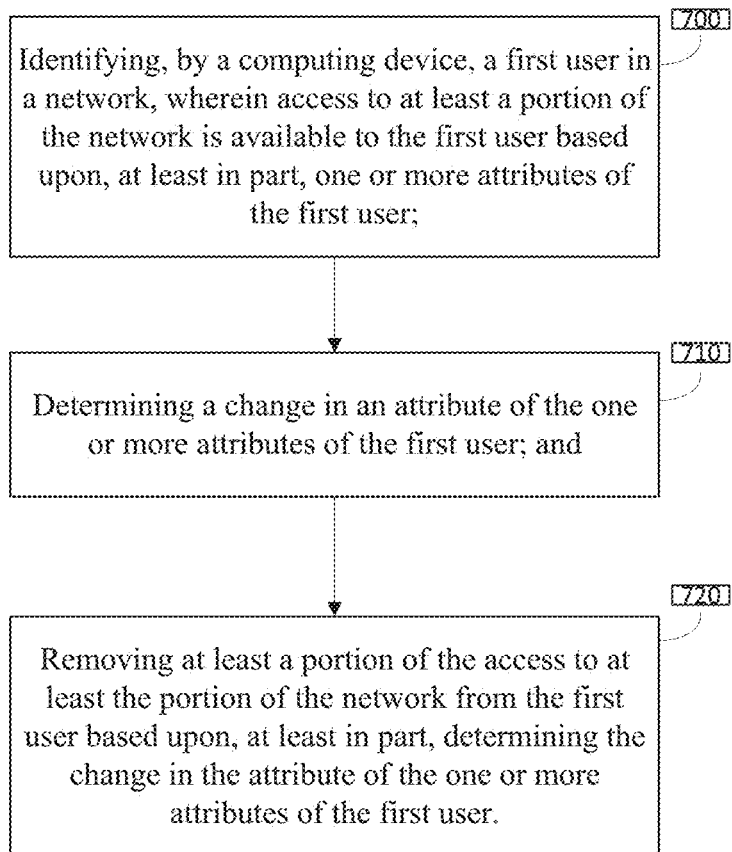 700
Identifying, by a computing device, a first user in
a network, wherein access to at least a portion of
the network is available to the first user based
upon, at least in part, one or more attributes of
the first user;
710
Determining a change in an attribute of the one
or more attributes of the first user; and
720
Removing at least a portion of the access to at
least the portion of the network from the first
user based upon, at least in part, determining the
change in the attribute of the one or more
attributes of the first user.